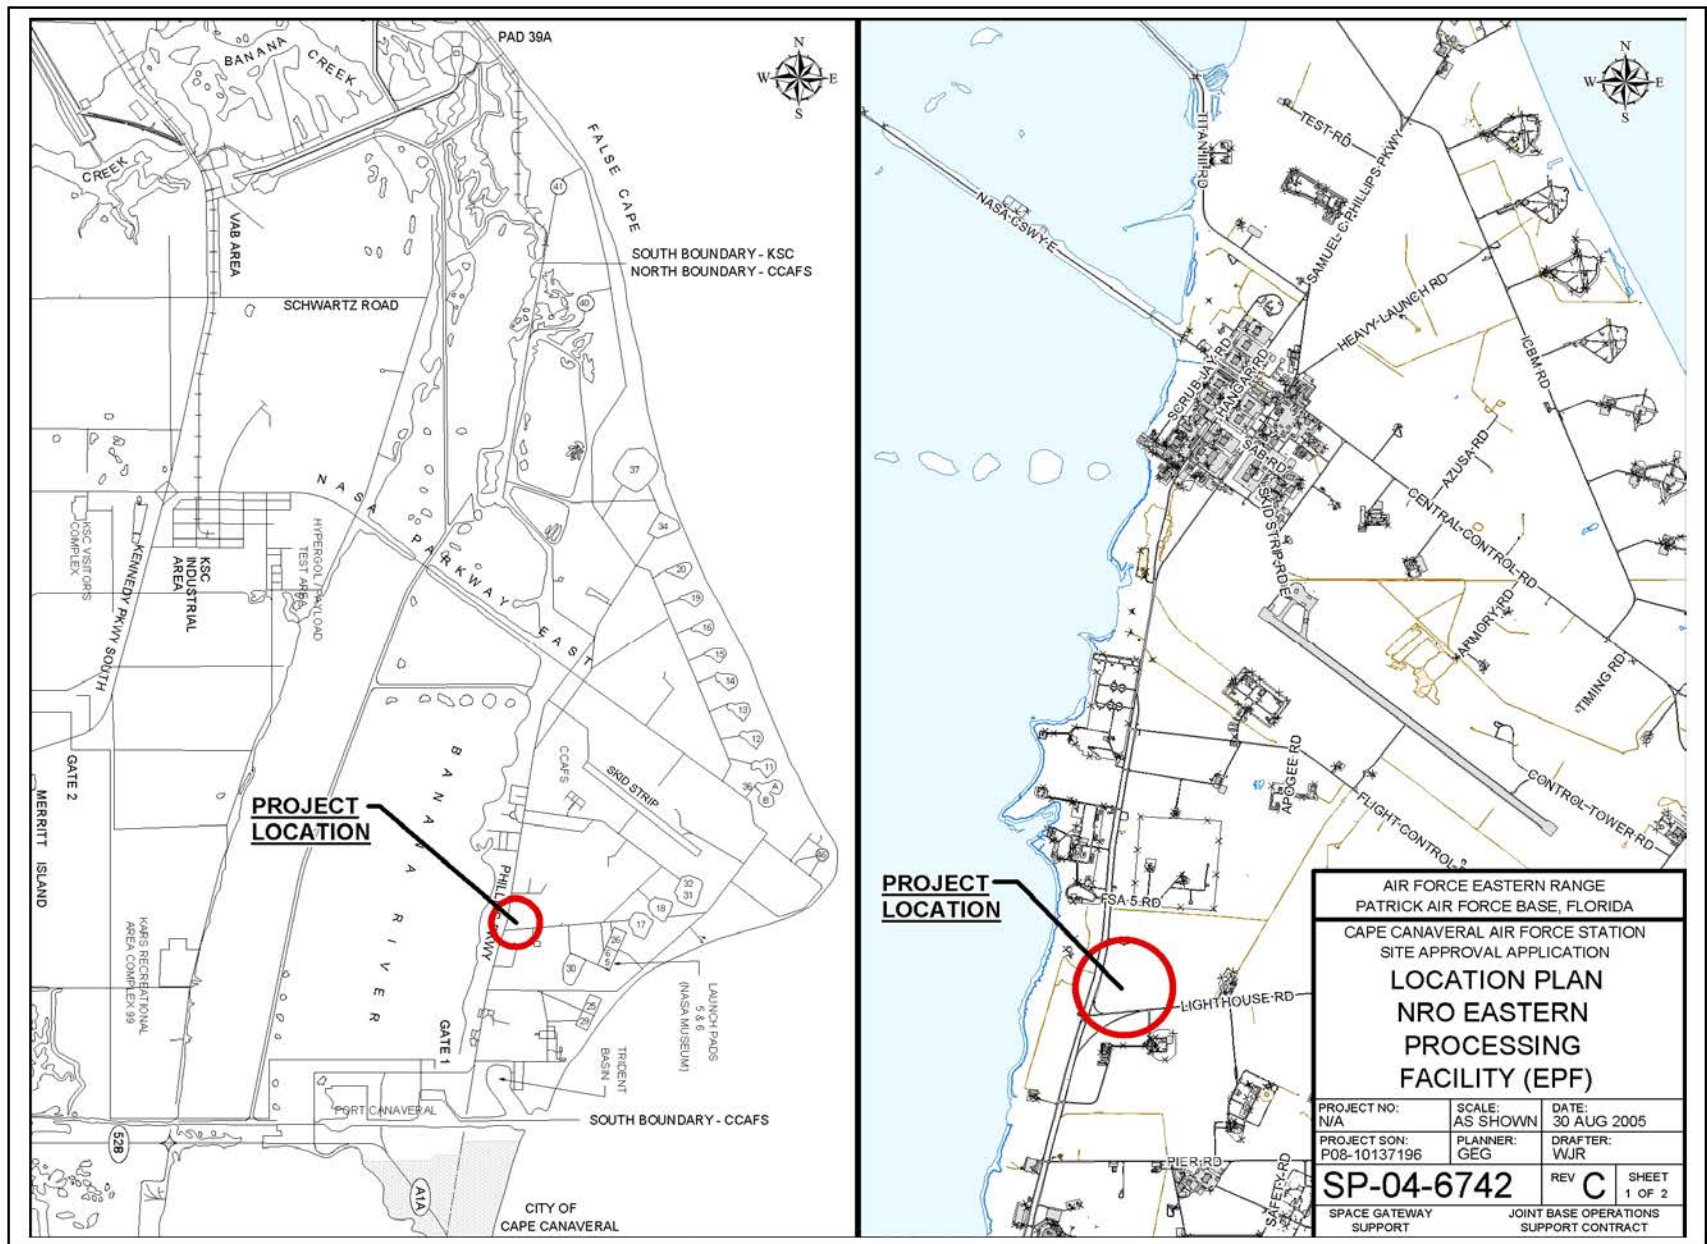 PAD 39A
BANANA
CREEK
N
W
E
S
CREEK
FALSE CAPE
41
VAB AREA
SOUTH BOUNDARY - KSC
NORTH BOUNDARY - CCAFS
SCHWARTZ ROAD
40
37
NASA PARKWAY EAST
34
KSC VISITOR'S
COMPLEX
KENNEDY PKWY SOUTH
KSC
INDUSTRIAL
AREA
HYPERGOL / PAYLOAD
TEST AREA
20
19
16
15
14
13
12
11
36
A
B
GATE 2
MERRITT ISLAND
BANANA RIVER
CCAFS
SKID STRIP
PROJECT
LOCATION
46
32
31
18
17
26
6
5
30
KARS RECREATIONAL
AREA COMPLEX 99
GATE 1
LAUNCH PADS
5 & 6
(NASA MUSEUM)
TRIDENT
BASIN
PORT CANAVERAL
SOUTH BOUNDARY - CCAFS
528
A1A
CITY OF
CAPE CANAVERAL
N
W
E
S
TITAN III RD
TEST RD
SAMUEL C PHILLIPS PKWY
NASA CSWY E
HEAVY LAUNCH RD
ICBM RD
SCRUB JAY RD
HANGAR RD
SAB RD
SKID STRIP RD
AZUSA RD
CENTRAL CONTROL RD
ARMORY RD
TIMING RD
APOGEE RD
FLIGHT CONTROL
CONTROL TOWER RD
FSA 5 RD
PROJECT
LOCATION
LIGHTHOUSE RD
PIER RD
SAFETY RD
AIR FORCE EASTERN RANGE
PATRICK AIR FORCE BASE, FLORIDA
CAPE CANAVERAL AIR FORCE STATION
SITE APPROVAL APPLICATION
LOCATION PLAN
NRO EASTERN
PROCESSING
FACILITY (EPF)
PROJECT NO:
N/A
SCALE:
AS SHOWN
DATE:
30 AUG 2005
PROJECT SON:
P08-10137196
PLANNER:
GEG
DRAFTER:
WJR
SP-04-6742
REV C
SHEET
1 OF 2
SPACE GATEWAY
SUPPORT
JOINT BASE OPERATIONS
SUPPORT CONTRACT